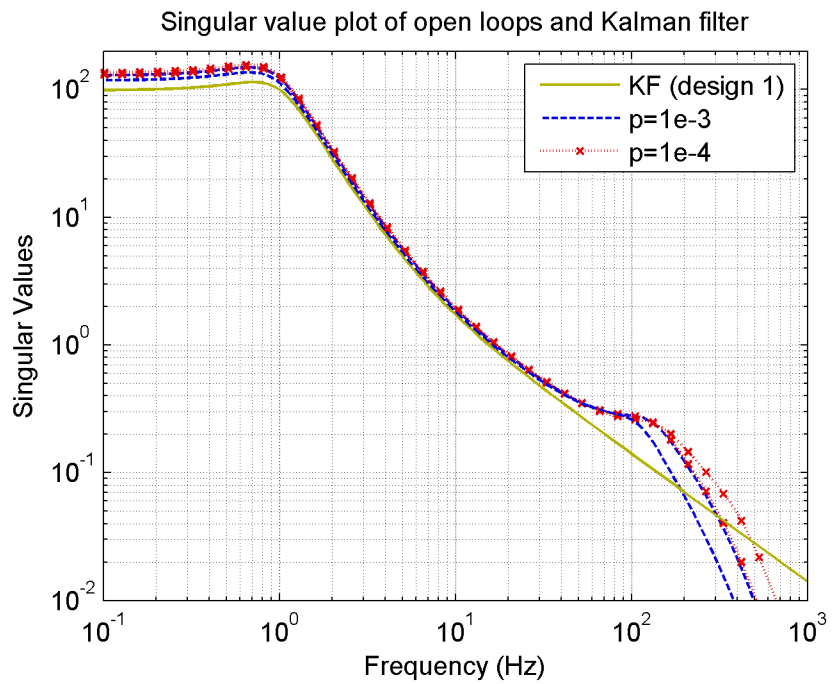 Singular value plot of open loops and Kalman filter
KF (design 1)
p=1e-3
p=1e-4
Singular Values
10^2
10^1
10^0
10^-1
10^-2
10^-1 10^0 10^1 10^2 10^3
Frequency (Hz)